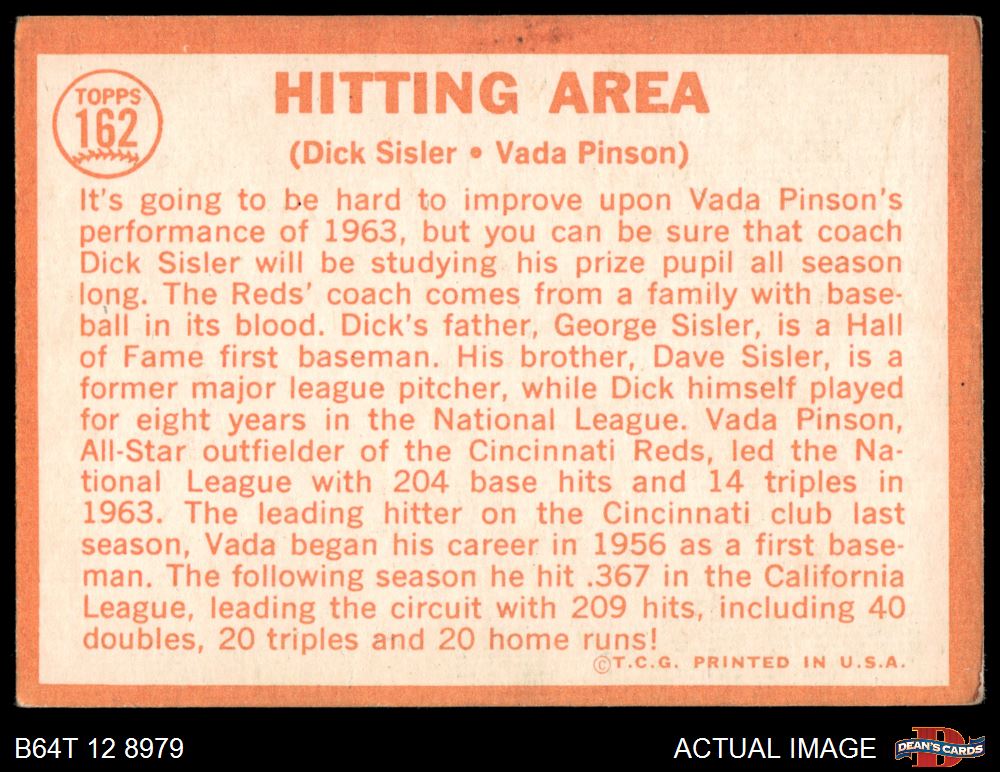 TOPPS
162
HITTING AREA
(Dick Sisler • Vada Pinson)
It's going to be hard to improve upon Vada Pinson's
performance of 1963, but you can be sure that coach
Dick Sisler will be studying his prize pupil all season
long. The Reds' coach comes from a family with base-
ball in its blood. Dick's father, George Sisler, is a Hall
of Fame first baseman. His brother, Dave Sisler, is a
former major league pitcher, while Dick himself played
for eight years in the National League. Vada Pinson,
All-Star outfielder of the Cincinnati Reds, led the Na-
tional League with 204 base hits and 14 triples in
1963. The leading hitter on the Cincinnati club last
season, Vada began his career in 1956 as a first base-
man. The following season he hit .367 in the California
League, leading the circuit with 209 hits, including 40
doubles, 20 triples and 20 home runs!
©T.C.G. PRINTED IN U.S.A.
B64T 12 8979
ACTUAL IMAGE
D
DEAN'S CARDS